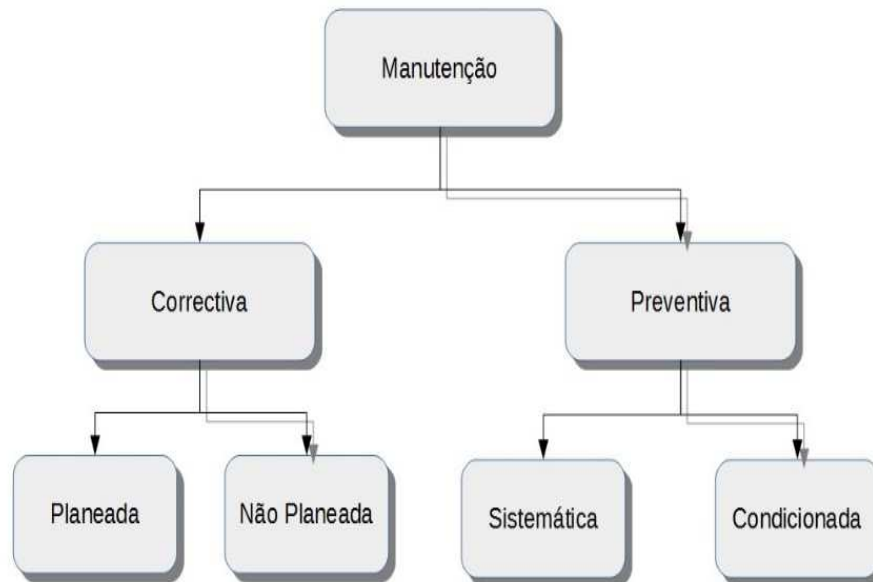 Manutenção
Correctiva
Preventiva
Planeada
Não Planeada
Sistemática
Condicionada